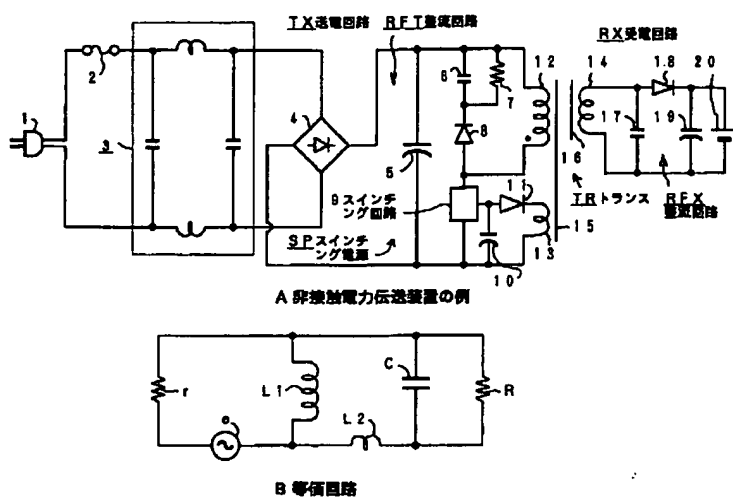 TX送電回路 RFT整流回路
RX受電回路
1
2
3
4
5
6
7
8
9スイッチ
ング回路
SPスイッチ
ング電源
10
11
12
13
14
15
16
17
18
19
20
TRトランス
RFX
整流回路
A 非接触電力伝送装置の例
r
e
L1
L2
C
R
B 等価回路